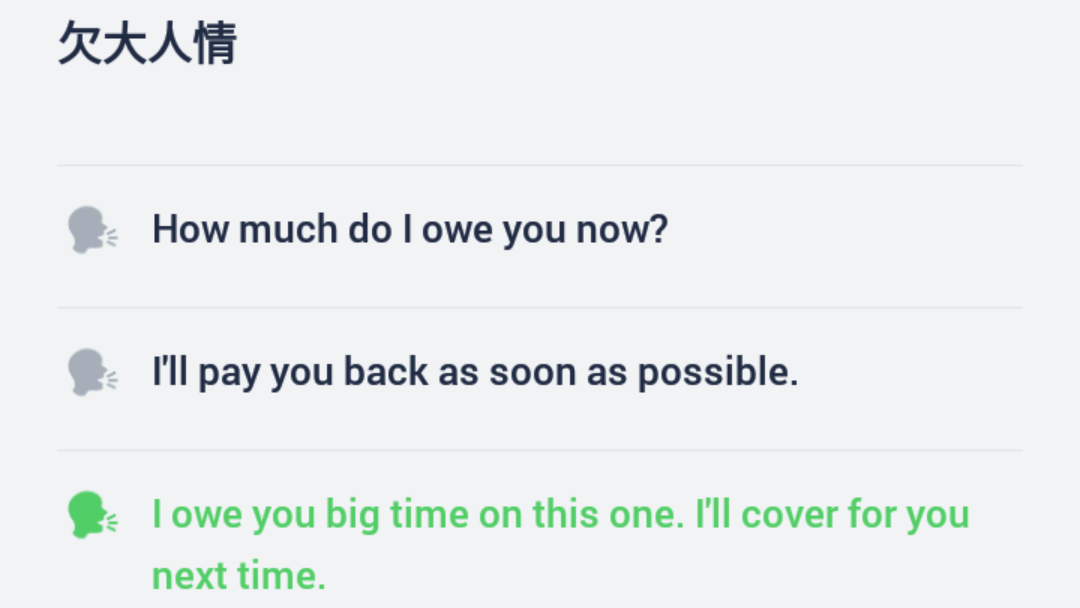 欠大人情
How much do I owe you now?
I'll pay you back as soon as possible.
I owe you big time on this one. I'll cover for you
next time.